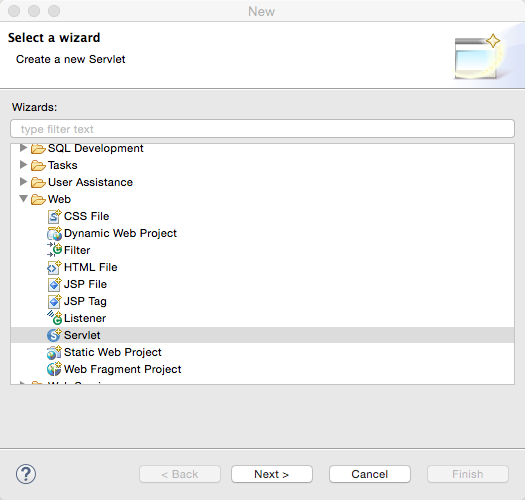 New
Select a wizard
Create a new Servlet
Wizards:
type filter text
SQL Development
Tasks
User Assistance
Web
CSS File
Dynamic Web Project
Filter
HTML File
JSP File
JSP Tag
Listener
Servlet
Static Web Project
Web Fragment Project
?
< Back
Next >
Cancel
Finish